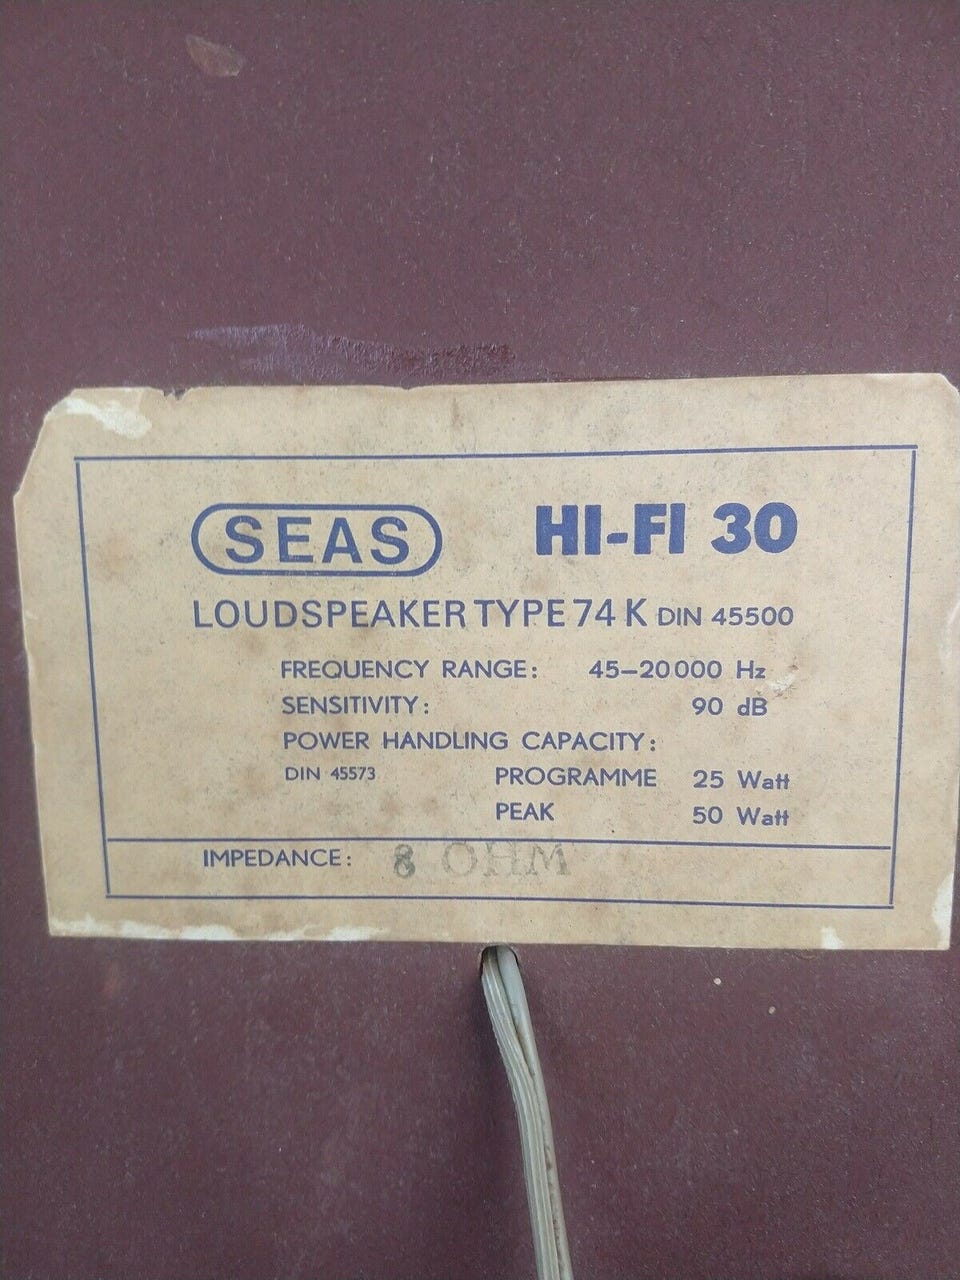 SEAS HI-FI 30
LOUDSPEAKER TYPE 74 K DIN 45500
FREQUENCY RANGE: 45–20000 Hz
SENSITIVITY: 90 dB
POWER HANDLING CAPACITY:
DIN 45573 PROGRAMME 25 Watt
PEAK 50 Watt
IMPEDANCE: 8 OHM